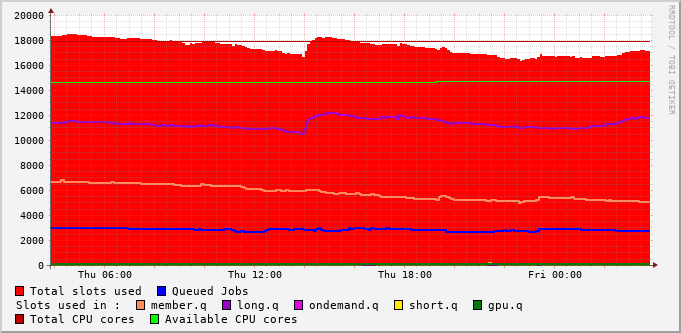 20000
18000
16000
14000
12000
10000
8000
6000
4000
2000
0
Thu 06:00 Thu 12:00 Thu 18:00 Fri 00:00
RRDTOOL / TOBI OETIKER
Total slots used Queued Jobs
Slots used in : member.q long.q ondemand.q short.q gpu.q
Total CPU cores Available CPU cores